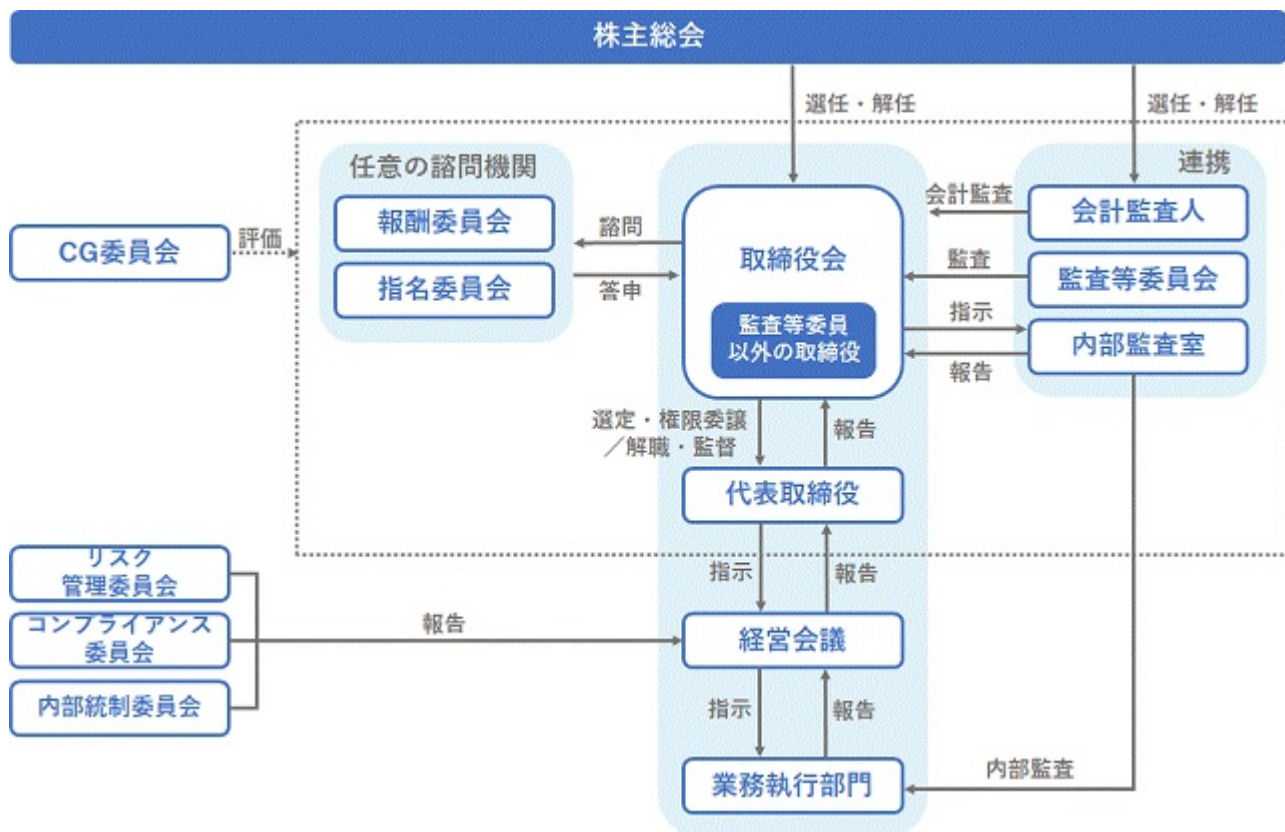 株主総会
選任・解任
選任・解任
任意の諮問機関
連携
報酬委員会
指名委員会
CG委員会
評価
諮問
答申
取締役会
監査等委員
以外の取締役
会計監査
監査
指示
報告
会計監査人
監査等委員会
内部監査室
選定・権限委譲
／解職・監督
報告
代表取締役
指示
報告
リスク
管理委員会
コンプライアンス
委員会
内部統制委員会
報告
経営会議
指示
報告
業務執行部門
内部監査